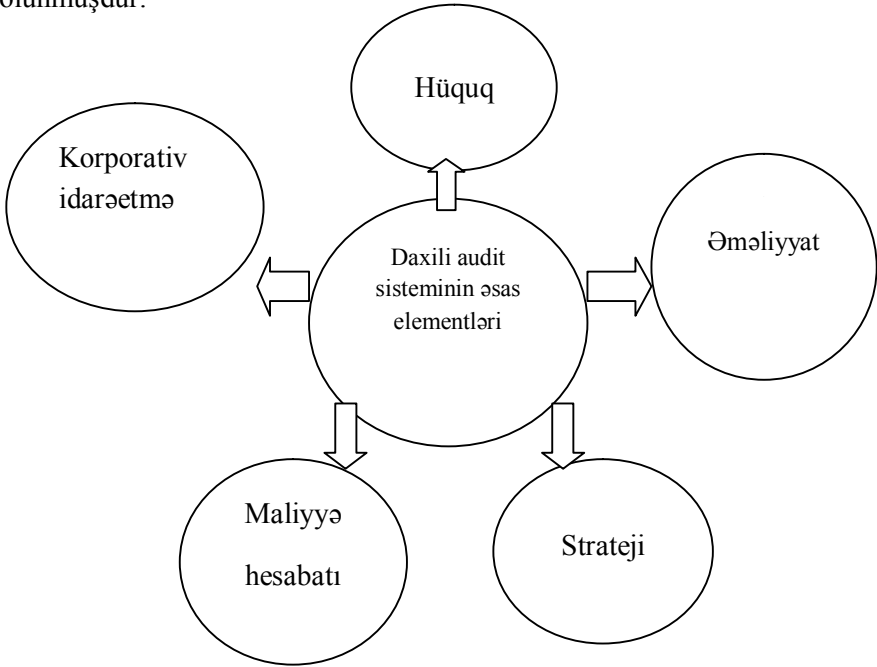 olunmuşdur.
Hüquq
Korporativ
idarəetmə
Əməliyyat
Daxili audit
sisteminin əsas
elementləri
Maliyyə
hesabatı
Strateji